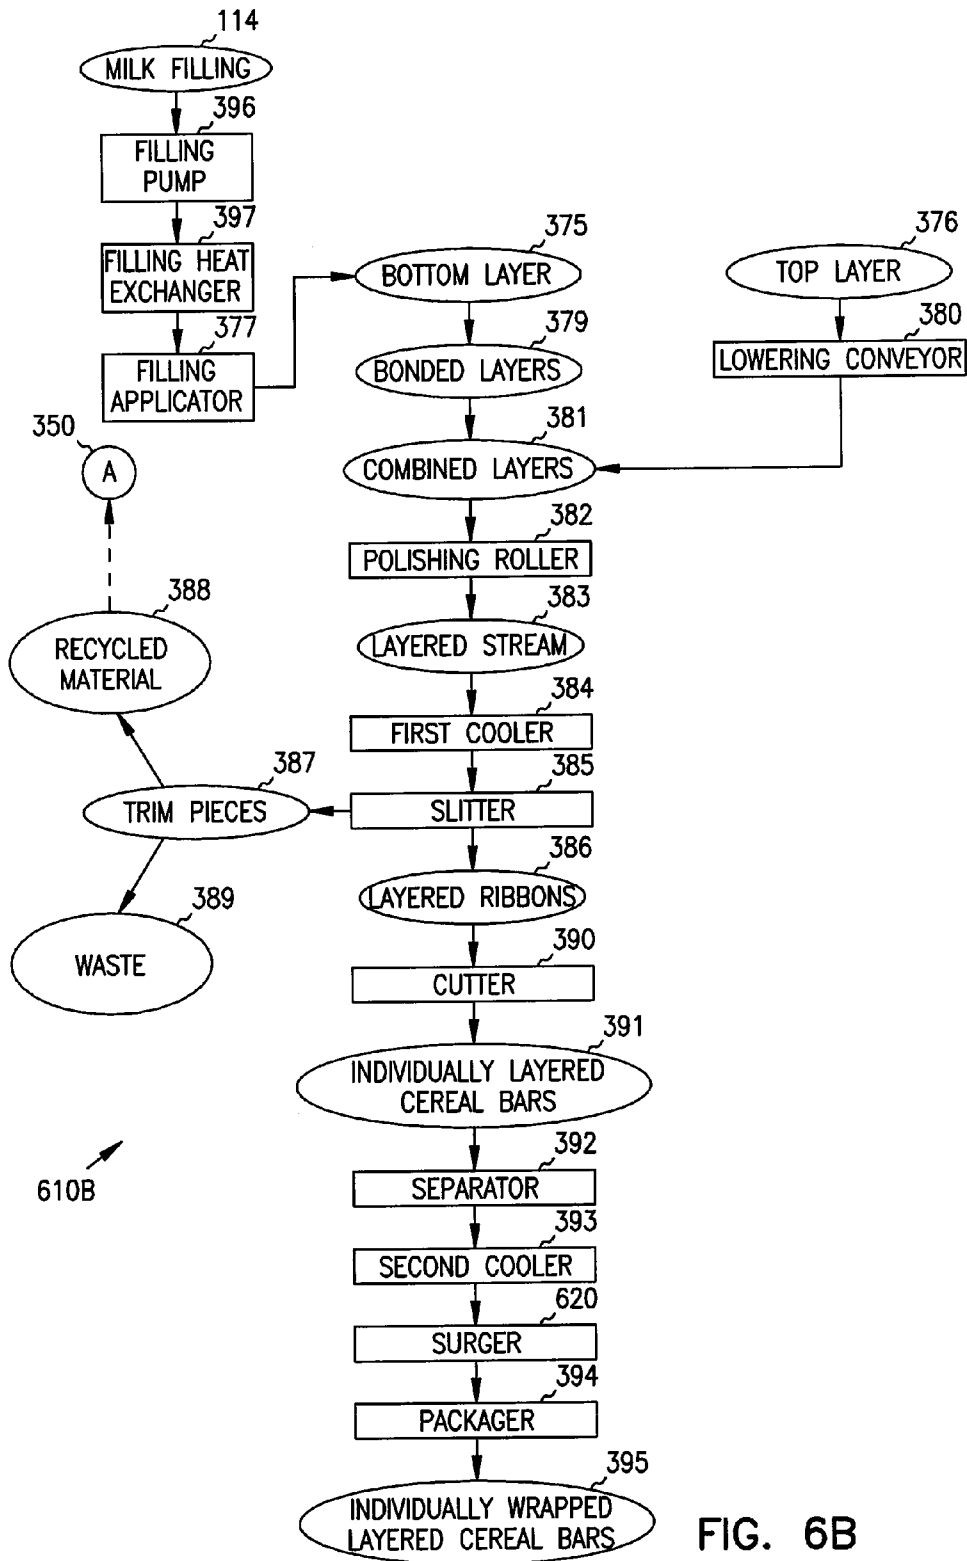 114
MILK FILLING
396
FILLING
PUMP
397
FILLING HEAT
EXCHANGER
377
FILLING
APPLICATOR
375
BOTTOM LAYER
376
TOP LAYER
379
BONDED LAYERS
380
LOWERING CONVEYOR
381
COMBINED LAYERS
350
A
382
POLISHING ROLLER
383
LAYERED STREAM
388
RECYCLED
MATERIAL
384
FIRST COOLER
385
SLITTER
387
TRIM PIECES
386
LAYERED RIBBONS
389
WASTE
390
CUTTER
391
INDIVIDUALLY LAYERED
CEREAL BARS
610B
392
SEPARATOR
393
SECOND COOLER
620
SURGER
394
PACKAGER
395
INDIVIDUALLY WRAPPED
LAYERED CEREAL BARS
FIG. 6B